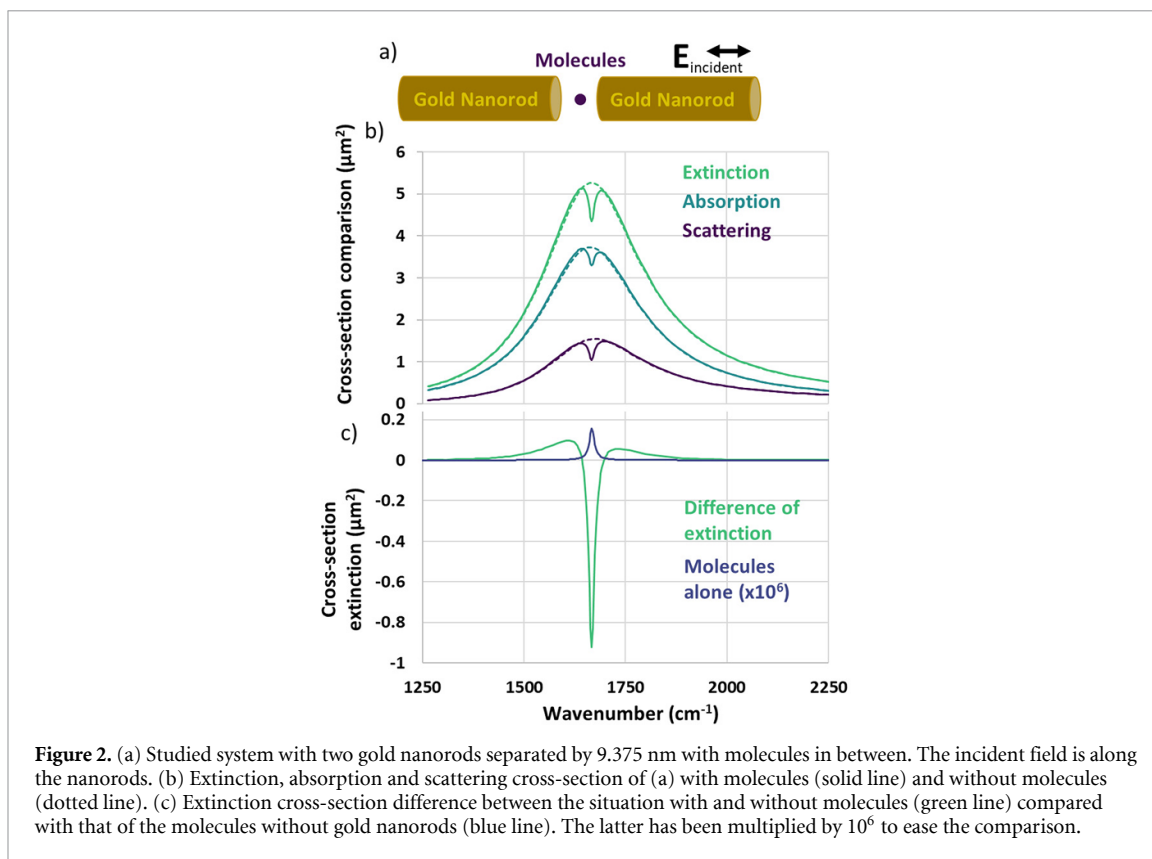 a)
Molecules
E incident
Gold Nanorod
Gold Nanorod
b)
Cross-section comparison (µm²)
6
5
4
3
2
1
0
Extinction
Absorption
Scattering
c)
Cross-section
extinction (µm²)
0.2
0
-0.2
-0.4
-0.6
-0.8
-1
Difference of
extinction
Molecules
alone (x10⁶)
1250 1500 1750 2000 2250
Wavenumber (cm⁻¹)
Figure 2. (a) Studied system with two gold nanorods separated by 9.375 nm with molecules in between. The incident field is along
the nanorods. (b) Extinction, absorption and scattering cross-section of (a) with molecules (solid line) and without molecules
(dotted line). (c) Extinction cross-section difference between the situation with and without molecules (green line) compared
with that of the molecules without gold nanorods (blue line). The latter has been multiplied by 10⁶ to ease the comparison.